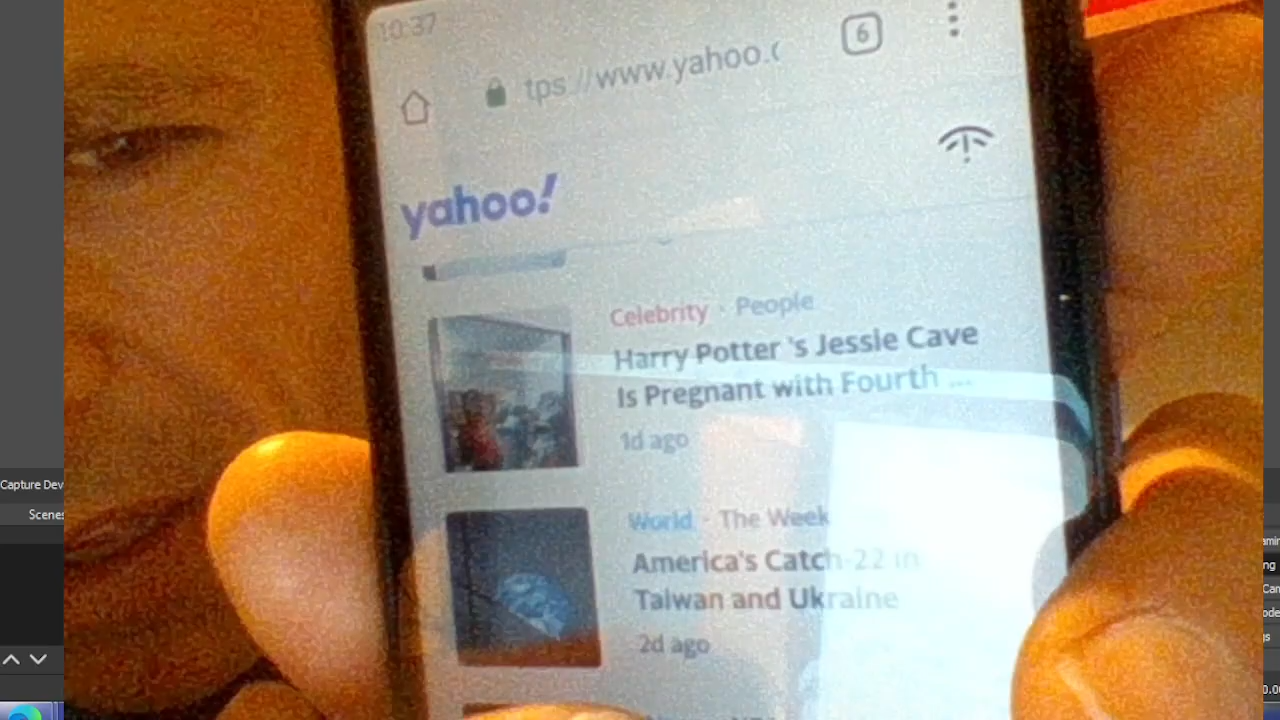 10:37
6
tps://www.yahoo.c
yahoo!
Celebrity · People
Harry Potter 's Jessie Cave
Is Pregnant with Fourth ...
1d ago
World · The Week
America's Catch-22 in
Taiwan and Ukraine
2d ago
Capture Dev
Scenes